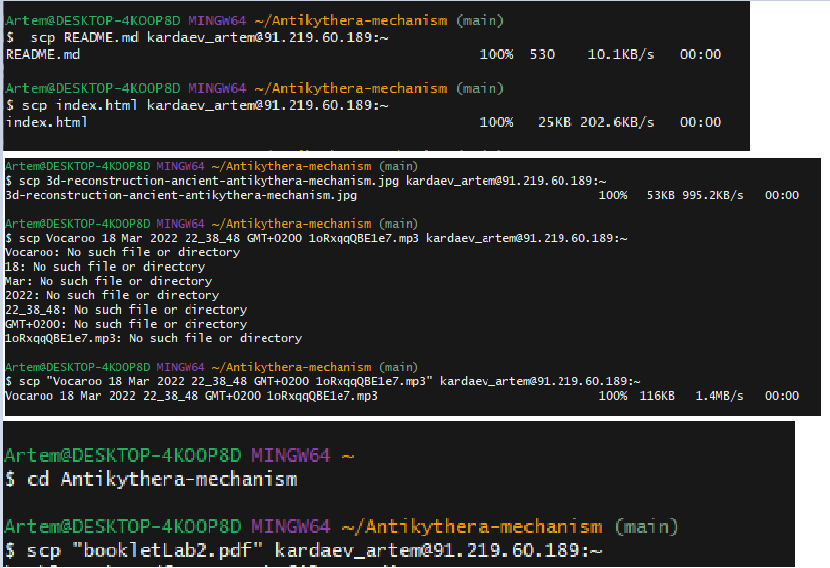 Artem@DESKTOP-4KOOP8D MINGW64 ~/Antikythera-mechanism (main)
$  scp README.md kardaev_artem@91.219.60.189:~
README.md 100% 530 10.1KB/s 00:00
Artem@DESKTOP-4KOOP8D MINGW64 ~/Antikythera-mechanism (main)
$ scp index.html kardaev_artem@91.219.60.189:~
index.html 100% 25KB 202.6KB/s 00:00
Artem@DESKTOP-4KOOP8D MINGW64 ~/Antikythera-mechanism (main)
$ scp 3d-reconstruction-ancient-antikythera-mechanism.jpg kardaev_artem@91.219.60.189:~
3d-reconstruction-ancient-antikythera-mechanism.jpg 100% 53KB 995.2KB/s 00:00
Artem@DESKTOP-4KOOP8D MINGW64 ~/Antikythera-mechanism (main)
$ scp Vocaroo 18 Mar 2022 22_38_48 GMT+0200 1oRxqqQBE1e7.mp3 kardaev_artem@91.219.60.189:~
Vocaroo: No such file or directory
18: No such file or directory
Mar: No such file or directory
2022: No such file or directory
22_38_48: No such file or directory
GMT+0200: No such file or directory
1oRxqqQBE1e7.mp3: No such file or directory
Artem@DESKTOP-4KOOP8D MINGW64 ~/Antikythera-mechanism (main)
$ scp "Vocaroo 18 Mar 2022 22_38_48 GMT+0200 1oRxqqQBE1e7.mp3" kardaev_artem@91.219.60.189:~
Vocaroo 18 Mar 2022 22_38_48 GMT+0200 1oRxqqQBE1e7.mp3 100% 116KB 1.4MB/s 00:00
Artem@DESKTOP-4KOOP8D MINGW64 ~
$ cd Antikythera-mechanism
Artem@DESKTOP-4KOOP8D MINGW64 ~/Antikythera-mechanism (main)
$ scp "bookletLab2.pdf" kardaev_artem@91.219.60.189:~